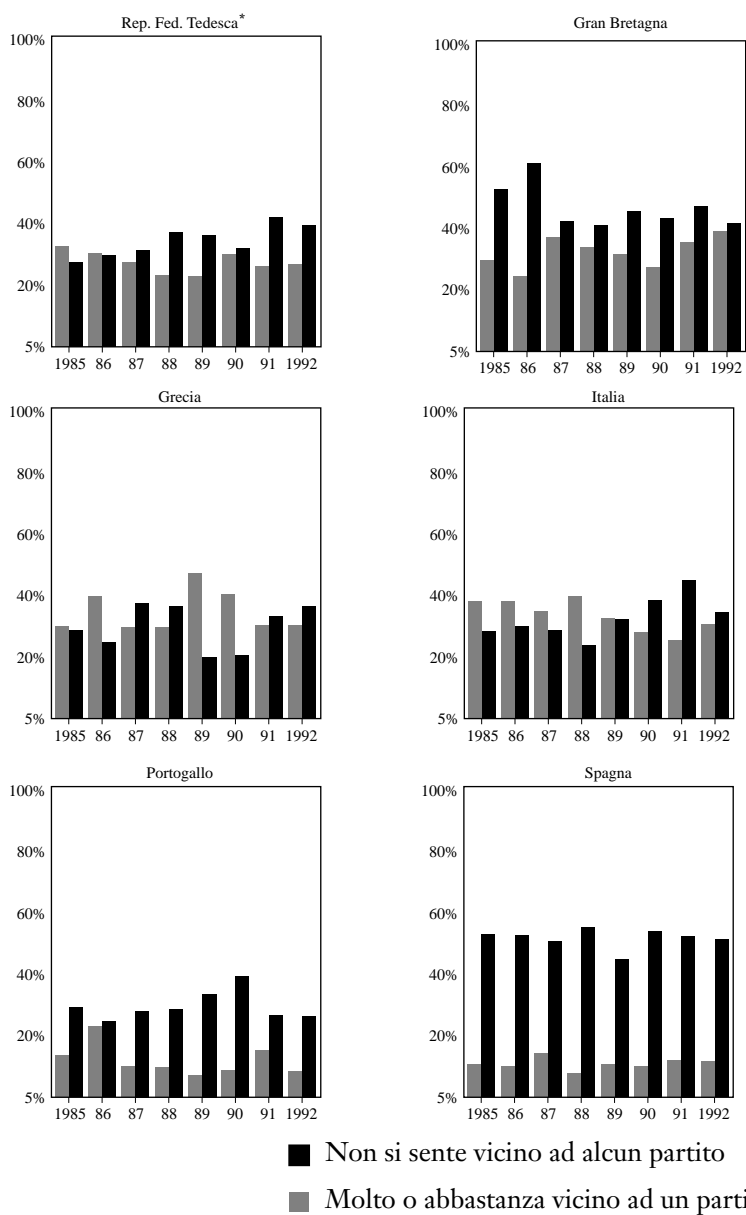 Rep. Fed. Tedesca*
100%
80%
60%
40%
20%
5%
1985 86 87 88 89 90 91 1992
Gran Bretagna
100%
80%
60%
40%
20%
5%
1985 86 87 88 89 90 91 1992
Grecia
100%
80%
60%
40%
20%
5%
1985 86 87 88 89 90 91 1992
Italia
100%
80%
60%
40%
20%
5%
1985 86 87 88 89 90 91 1992
Portogallo
100%
80%
60%
40%
20%
5%
1985 86 87 88 89 90 91 1992
Spagna
100%
80%
60%
40%
20%
5%
1985 86 87 88 89 90 91 1992
Non si sente vicino ad alcun partito
Molto o abbastanza vicino ad un parti